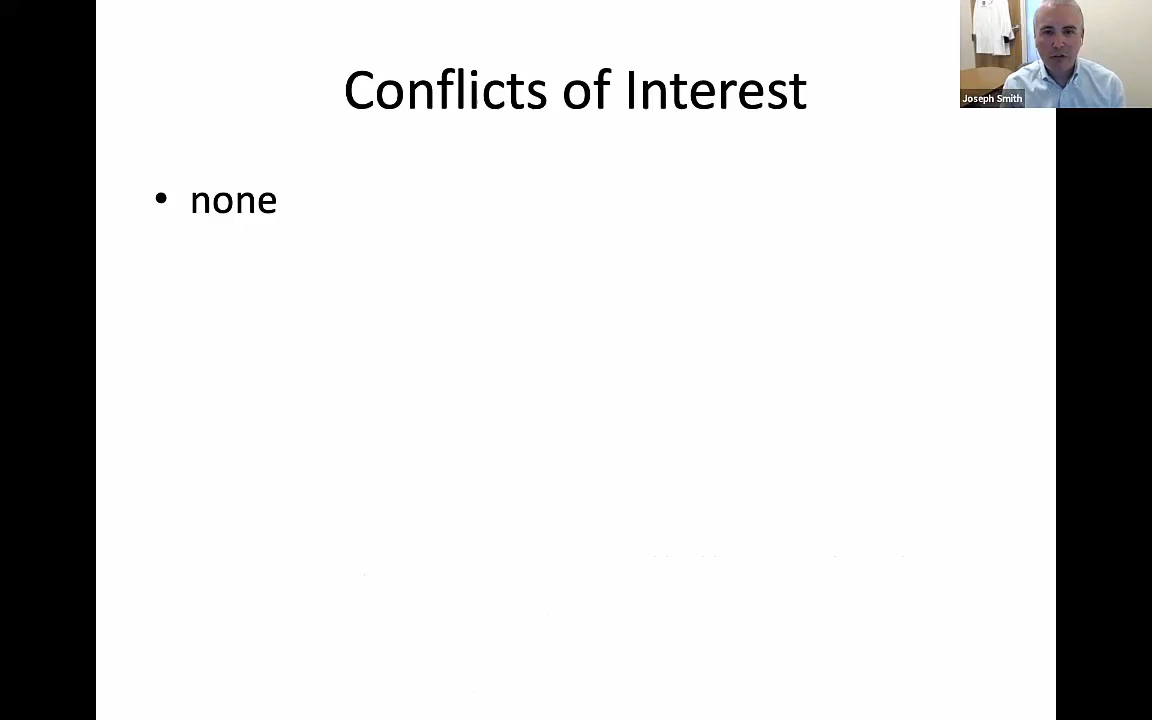 Conflicts of Interest
Joseph Smith
• none